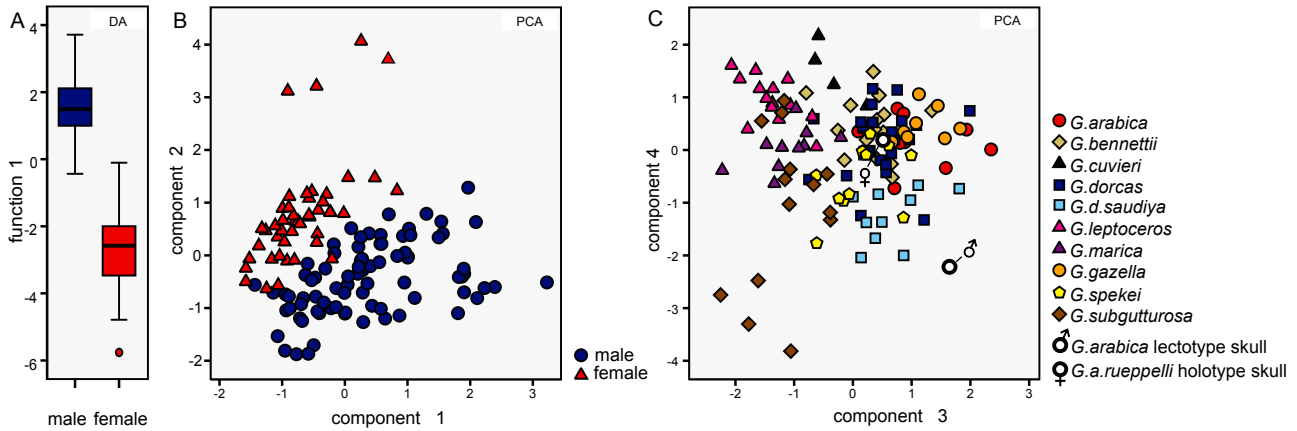 A
DA
function 1
4
2
0
-2
-4
-6
male female
B
PCA
component 2
4
3
2
1
0
-1
-2
-2 -1 0 1 2 3
component 1
male
female
C
PCA
component 4
2
1
0
-1
-2
-3
-4
-2 -1 0 1 2 3
component 3
♀
♂
G.arabica
G.bennettii
G.cuvieri
G.dorcas
G.d.saudiya
G.leptoceros
G.marica
G.gazella
G.spekei
G.subgutturosa
G.arabica lectotype skull
G.a.rueppelli holotype skull